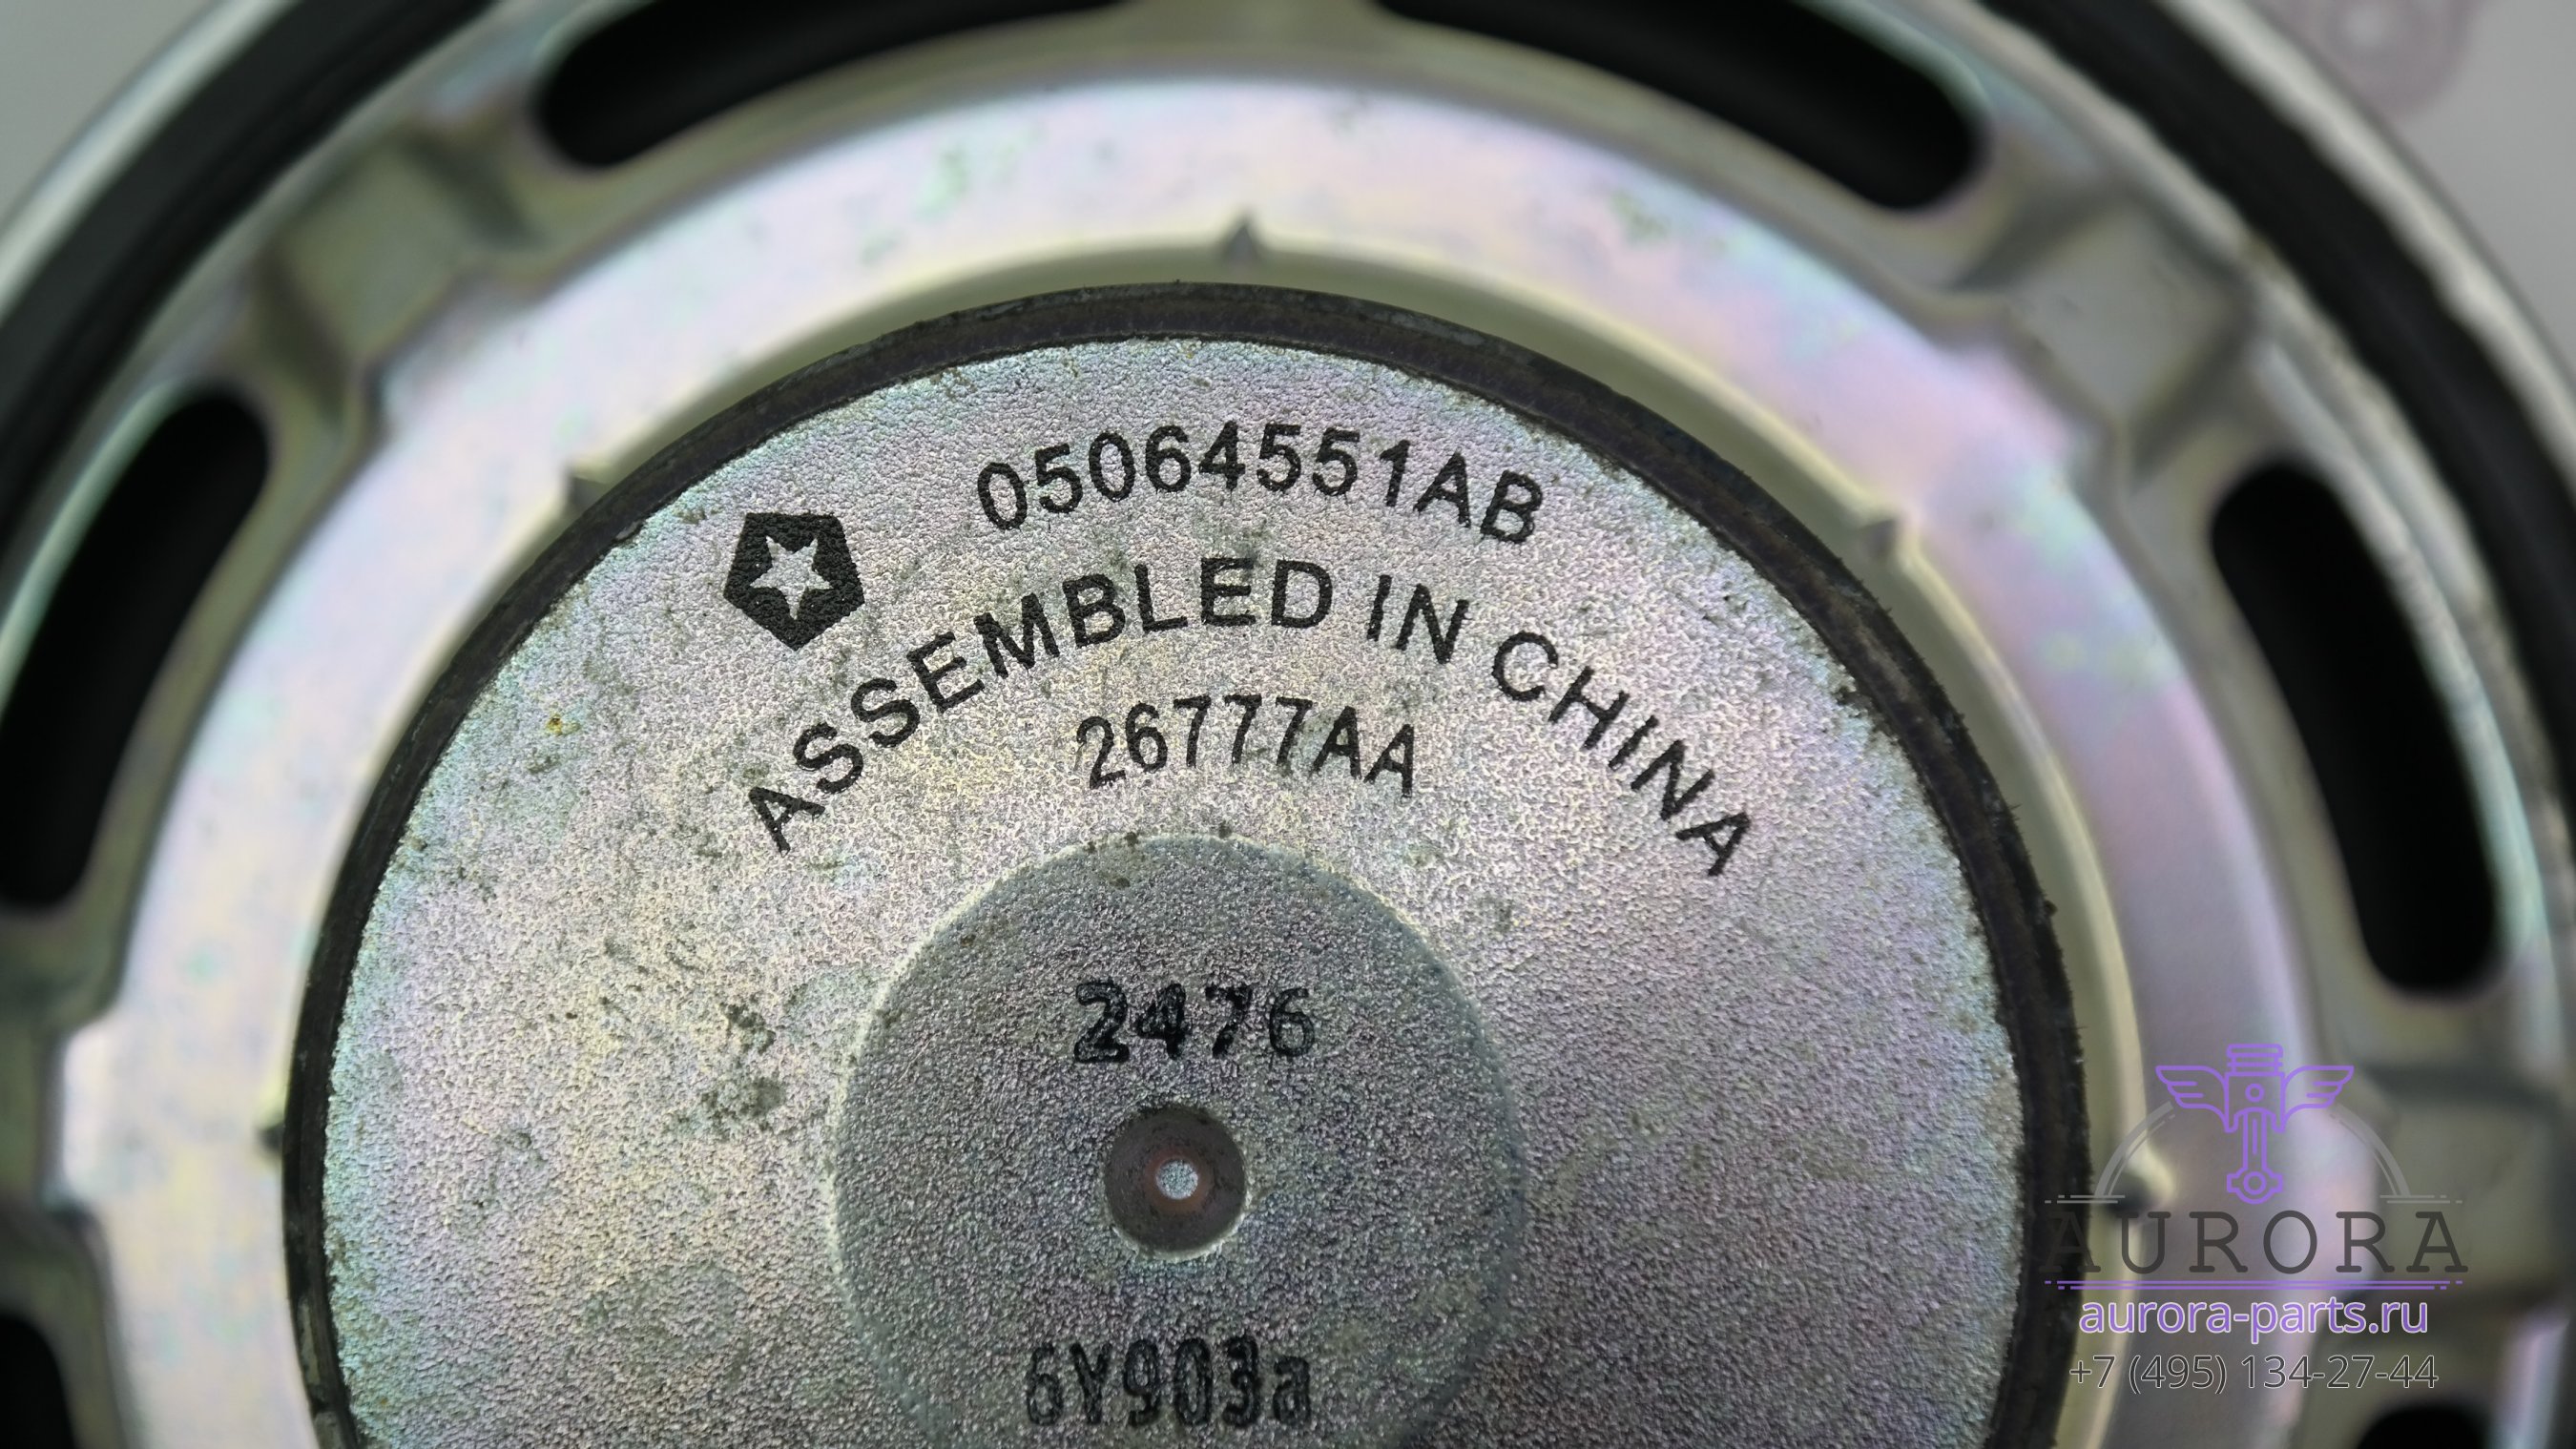 05064551AB
ASSEMBLED IN CHINA
26777AA
2476
6Y903a
AURORA
aurora-parts.ru
+7 (495) 134-27-44